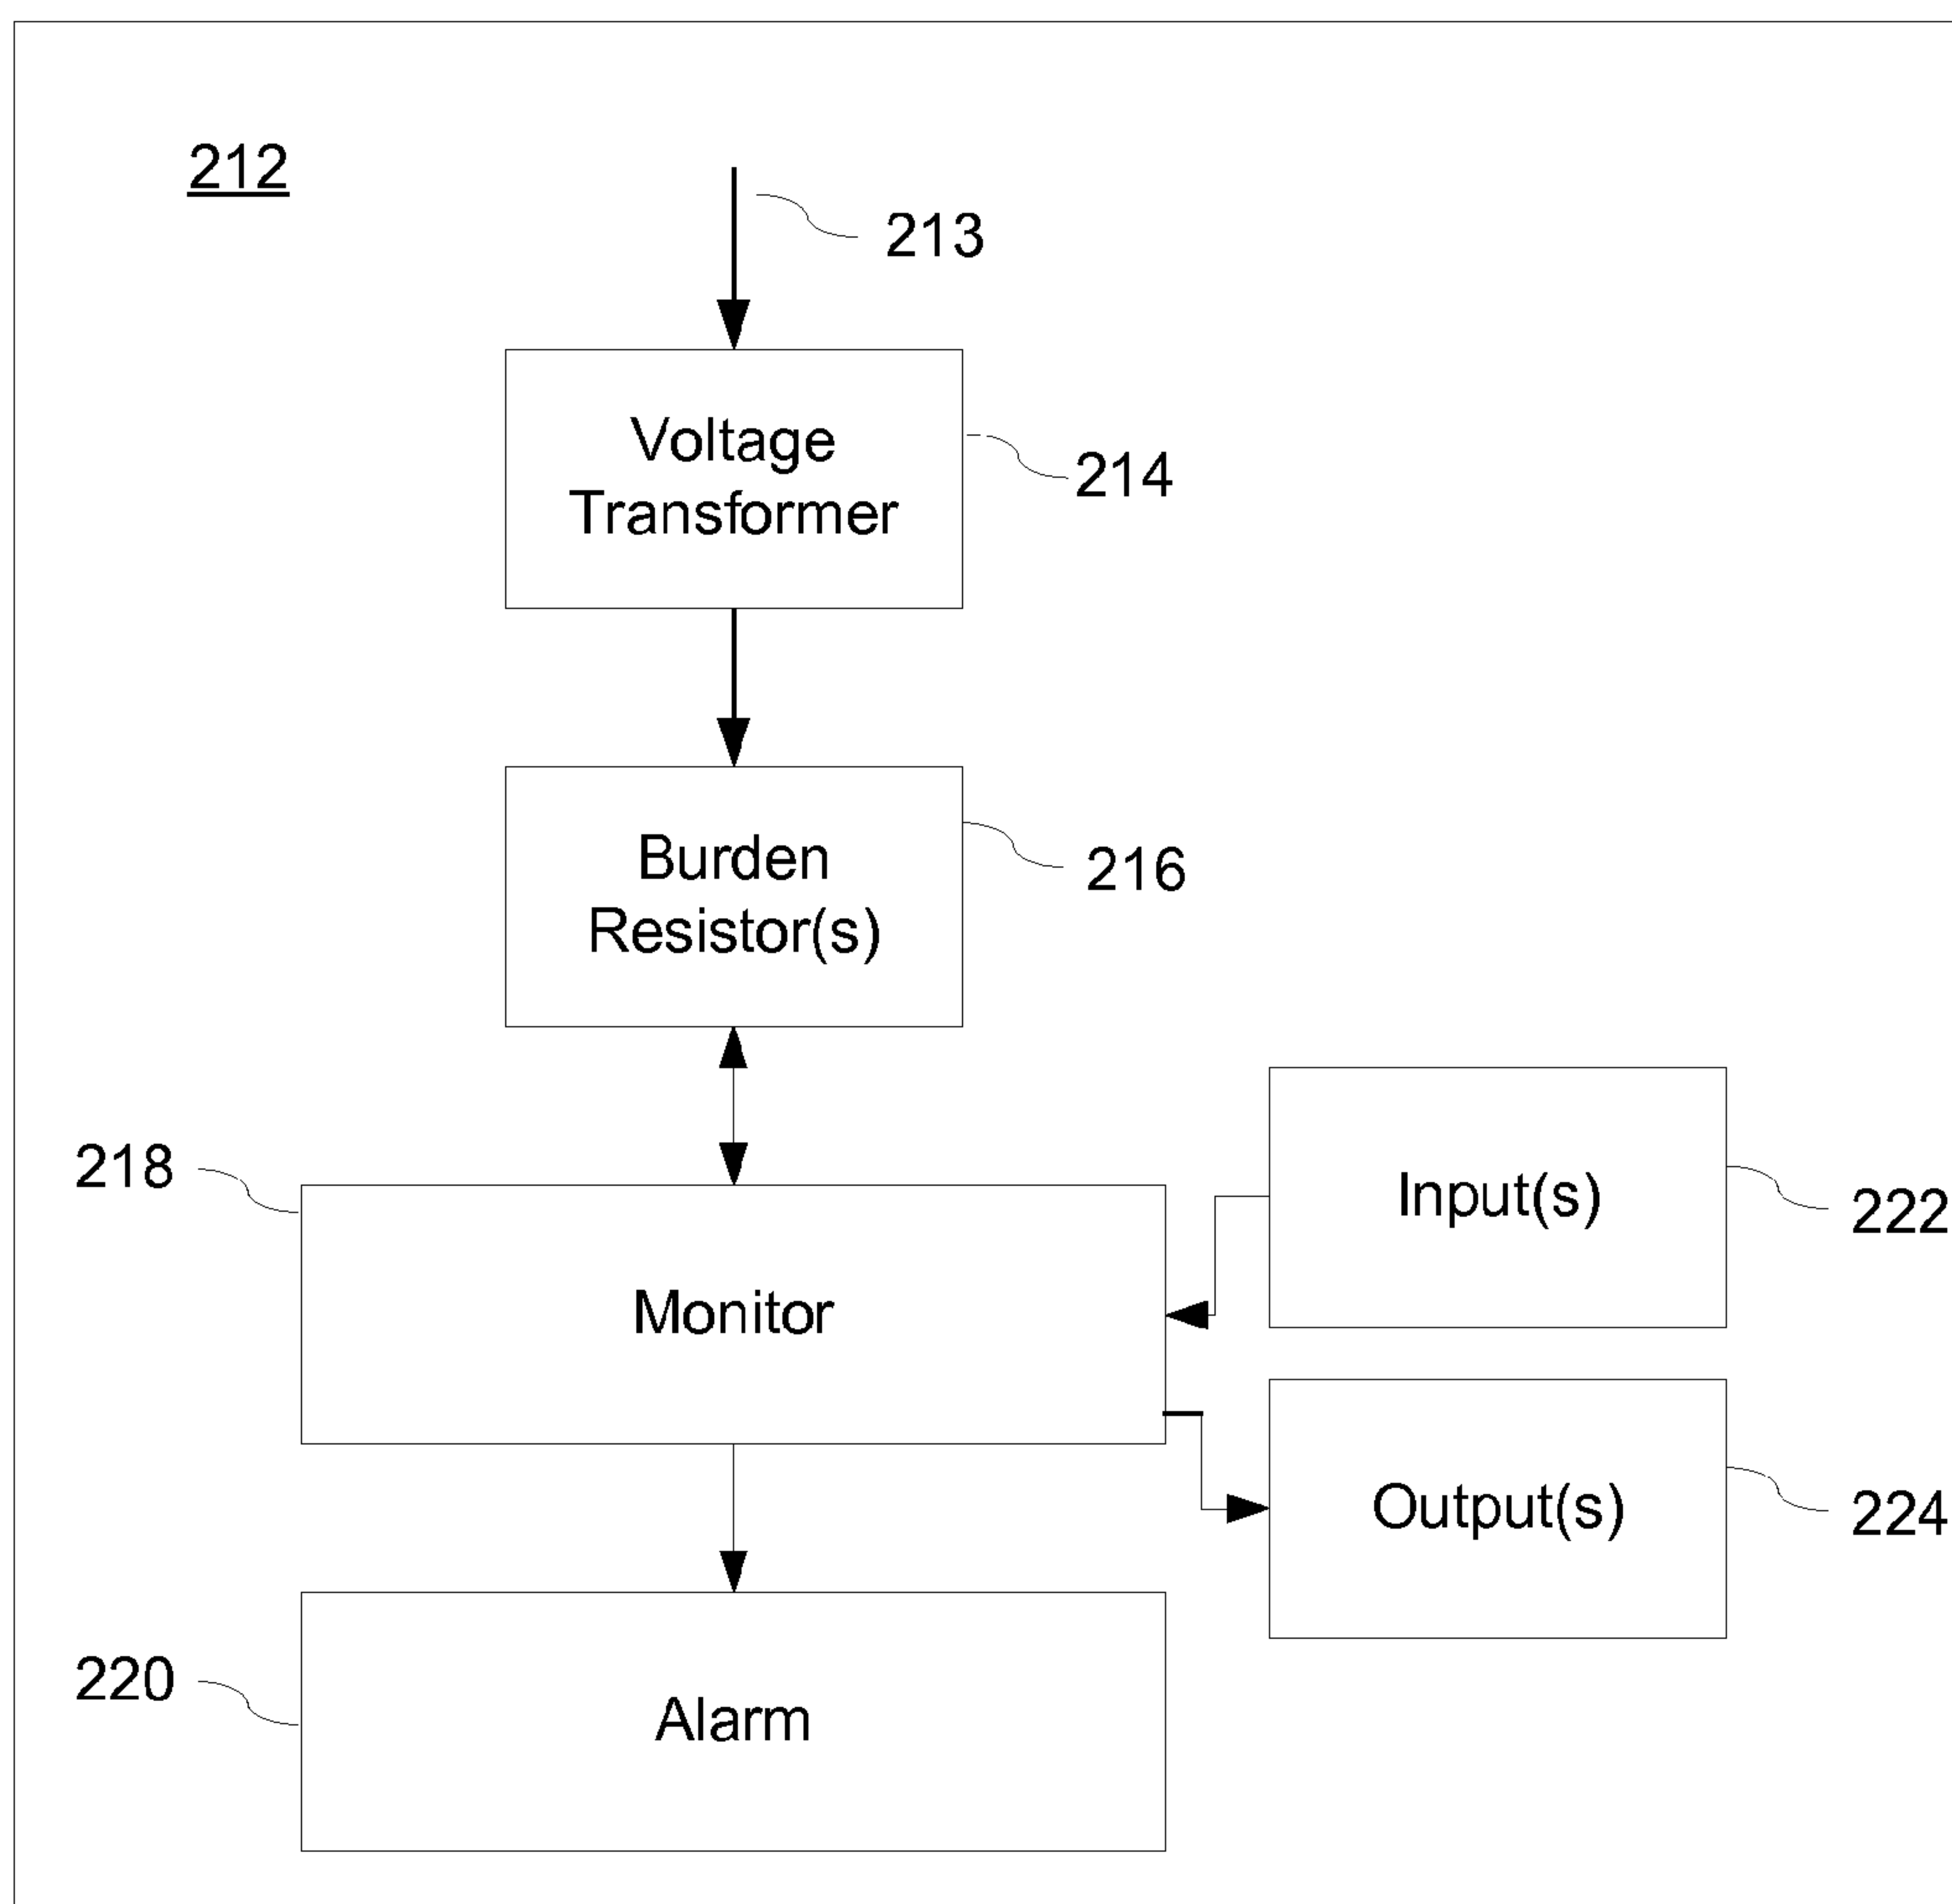 212
213
Voltage
Transformer
214
Burden
Resistor(s)
216
218
Input(s)
222
Monitor
Output(s)
224
220
Alarm